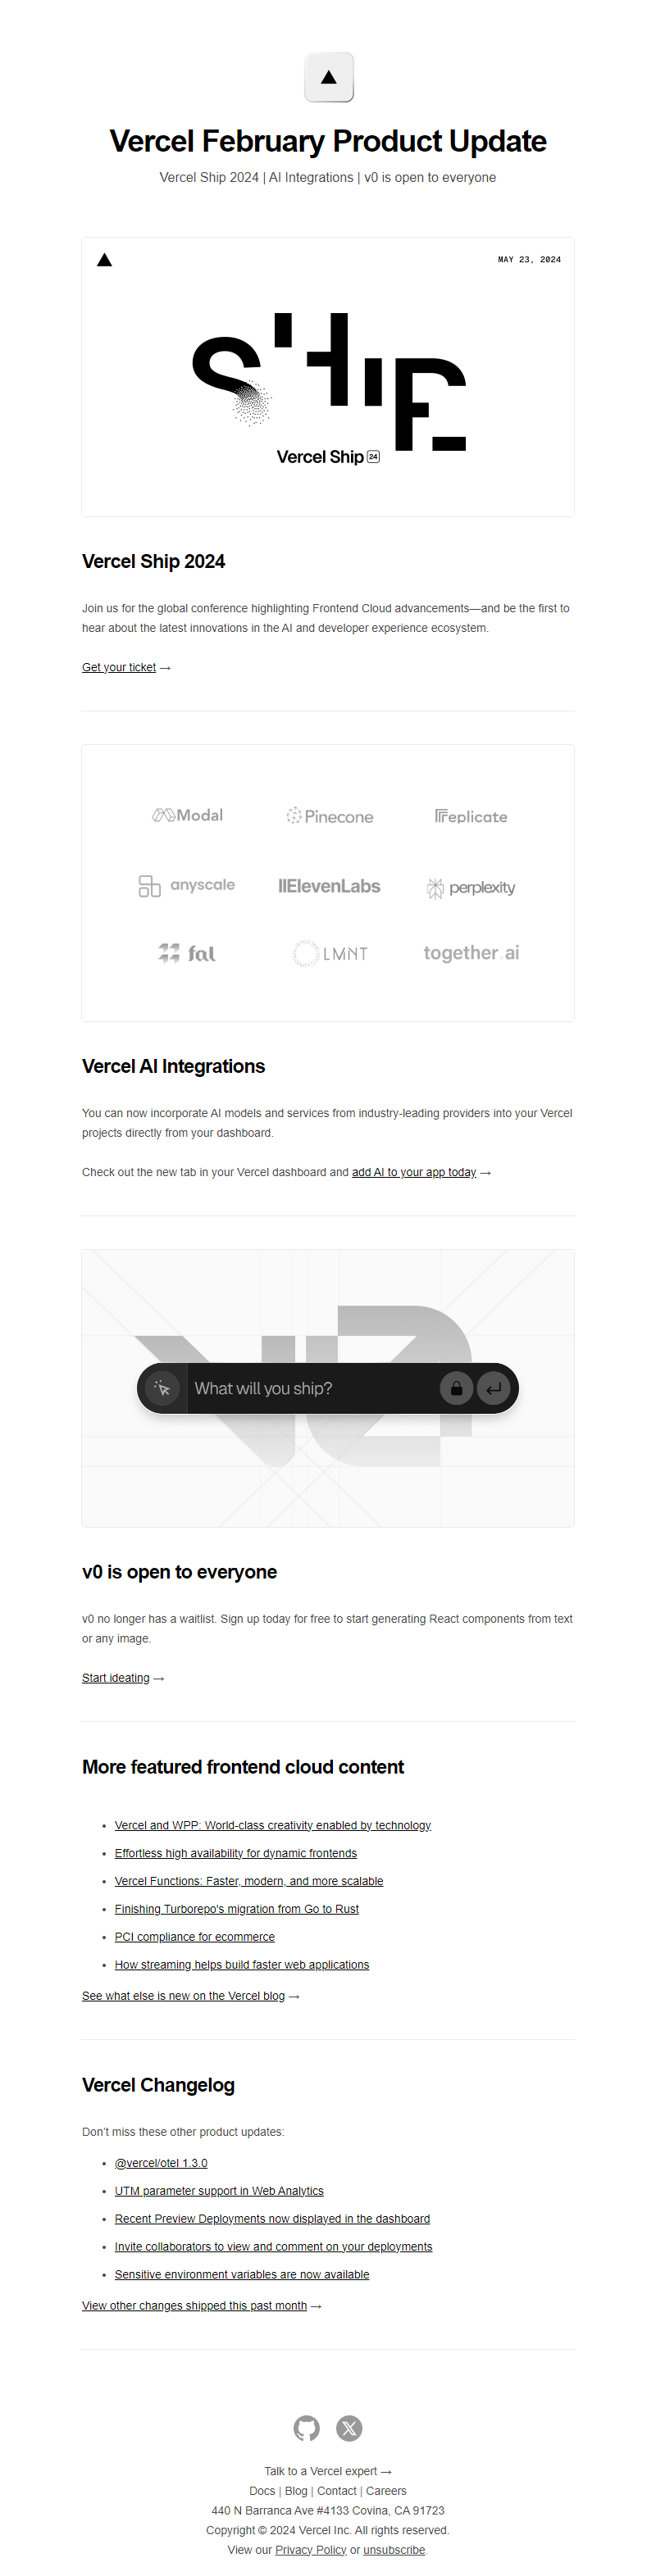 Vercel February Product Update
Vercel Ship 2024 | AI Integrations | v0 is open to everyone
MAY 23, 2024
SHIP
Vercel Ship 24
Vercel Ship 2024
Join us for the global conference highlighting Frontend Cloud advancements—and be the first to
hear about the latest innovations in the AI and developer experience ecosystem.
Get your ticket →
Modal Pinecone Replicate
anyscale IIElevenLabs perplexity
fal LMNT together.ai
Vercel AI Integrations
You can now incorporate AI models and services from industry-leading providers into your Vercel
projects directly from your dashboard.
Check out the new tab in your Vercel dashboard and add AI to your app today →
v0
What will you ship?
v0 is open to everyone
v0 no longer has a waitlist. Sign up today for free to start generating React components from text
or any image.
Start ideating →
More featured frontend cloud content
• Vercel and WPP: World-class creativity enabled by technology
• Effortless high availability for dynamic frontends
• Vercel Functions: Faster, modern, and more scalable
• Finishing Turborepo's migration from Go to Rust
• PCI compliance for ecommerce
• How streaming helps build faster web applications
See what else is new on the Vercel blog →
Vercel Changelog
Don't miss these other product updates:
• @vercel/otel 1.3.0
• UTM parameter support in Web Analytics
• Recent Preview Deployments now displayed in the dashboard
• Invite collaborators to view and comment on your deployments
• Sensitive environment variables are now available
View other changes shipped this past month →
Talk to a Vercel expert →
Docs | Blog | Contact | Careers
440 N Barranca Ave #4133 Covina, CA 91723
Copyright © 2024 Vercel Inc. All rights reserved.
View our Privacy Policy or unsubscribe.